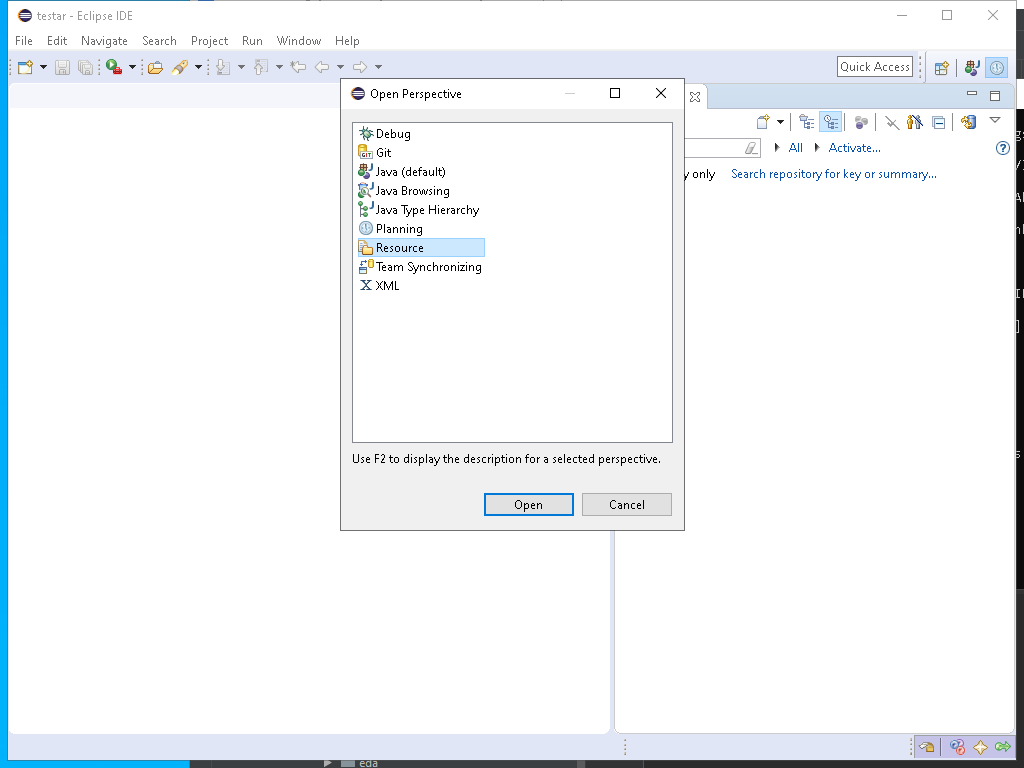 testar - Eclipse IDE
File Edit Navigate Search Project Run Window Help
Quick Access
Open Perspective
Debug
GIT Git
Java (default)
Java Browsing
Java Type Hierarchy
Planning
Resource
Team Synchronizing
X XML
Use F2 to display the description for a selected perspective.
Open Cancel
All Activate...
y only Search repository for key or summary...
eda